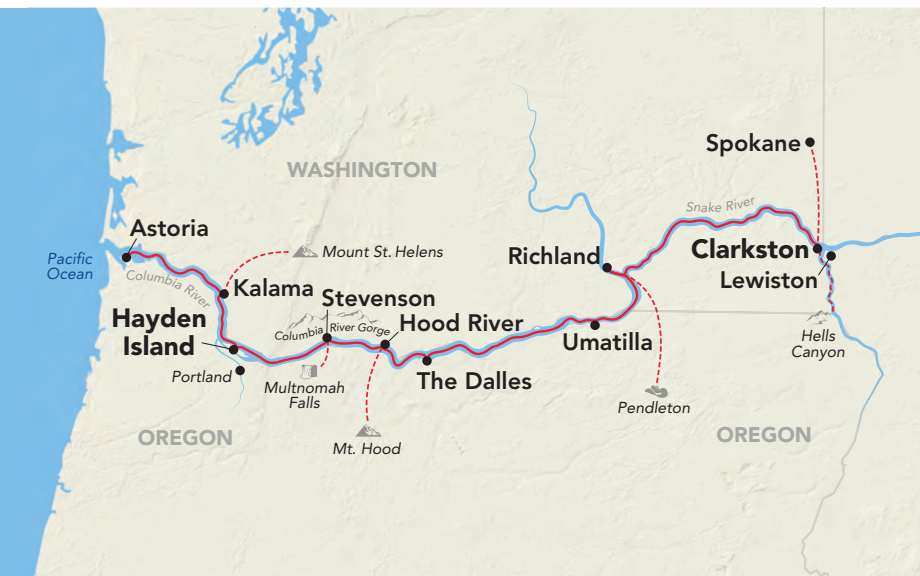 Spokane
WASHINGTON
Snake River
Astoria
Pacific
Ocean
Mount St. Helens
Richland
Clarkston
Lewiston
Columbia River
Kalama
Stevenson
Hayden
Island
Columbia River Gorge
Hood River
Umatilla
Hells
Canyon
Portland
Multnomah
Falls
The Dalles
Pendleton
OREGON
Mt. Hood
OREGON